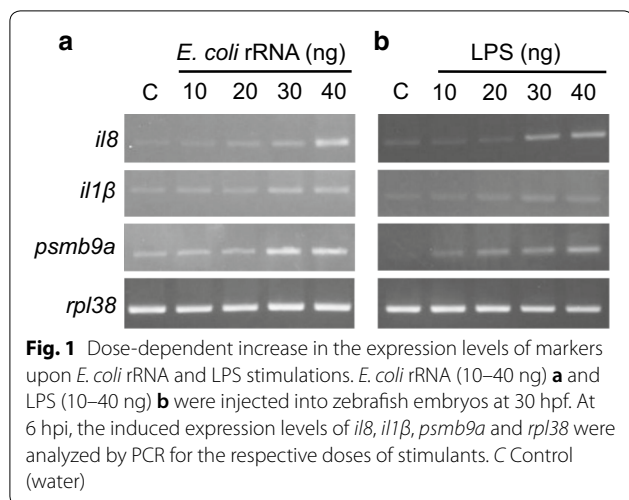 a b
E. coli rRNA (ng) LPS (ng)
C 10 20 30 40 C 10 20 30 40
il8
il1β
psmb9a
rpl38
Fig. 1 Dose-dependent increase in the expression levels of markers
upon E. coli rRNA and LPS stimulations. E. coli rRNA (10–40 ng) a and
LPS (10–40 ng) b were injected into zebrafish embryos at 30 hpf. At
6 hpi, the induced expression levels of il8, il1β, psmb9a and rpl38 were
analyzed by PCR for the respective doses of stimulants. C Control
(water)